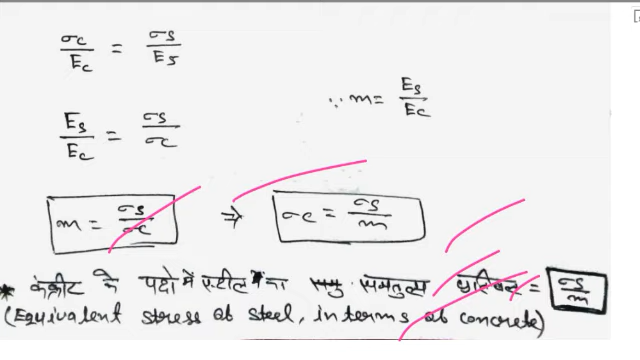 σc/Ec = σs/Es
∵ m = Es/Ec
Es/Ec = σs/σc
m = σs/σc ⇒ σc = σs/m
* कंक्रीट के पदों में स्टील का समतुल्य प्रतिबल = σs/m
(Equivalent stress of steel, in terms of concrete)